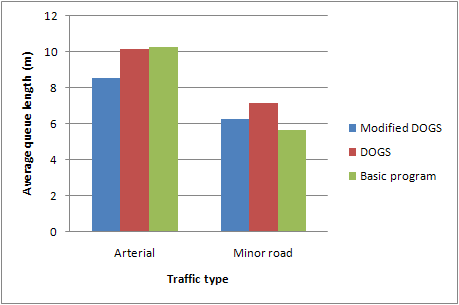 12
10
8
6
4
2
0
Average queue length (m)
Arterial
Minor road
Traffic type
Modified DOGS
DOGS
Basic program